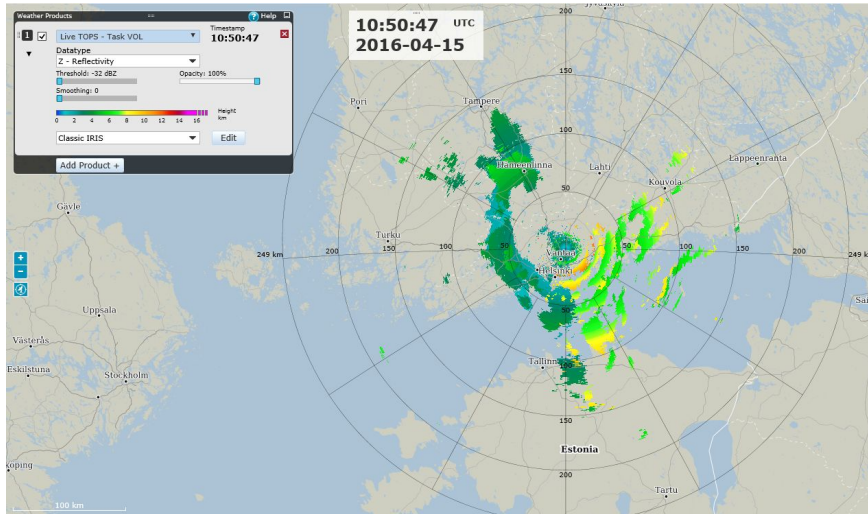 Weather Products
? Help
1
Live TOPS - Task VOL
Timestamp
10:50:47
Datatype
Z - Reflectivity
Threshold: -32 dBZ
Opacity: 100%
Smoothing: 0
Height
km
0 2 4 6 8 10 12 14 16
Classic IRIS
Edit
Add Product +
10:50:47 UTC
2016-04-15
200
Pori
Tampere
150
100
Hämeenlinna
Lahti
Lappeenranta
Kouvola
50
Gävle
Turku
249 km
200
150
50
50
100
150
200
249 km
Vantaa
Helsinki
50
Uppsala
Västerås
Eskilstuna
Stockholm
Tallinn
100
150
Estonia
200
Tartu
100 km